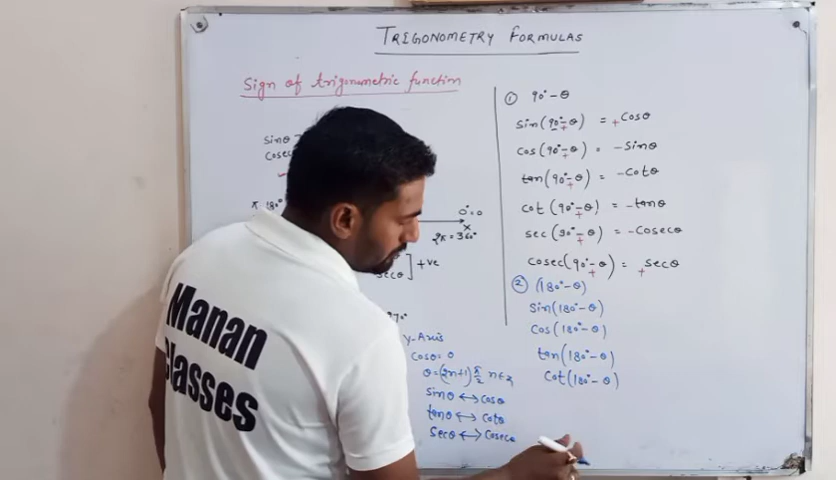 TRIGONOMETRY FORMULAS
Sign of trigonometric function
Sinθ
Cosec
π 180°
0°=0
X
2π = 360°
secθ ] +ve
270°
y-Axis
Cosθ = 0
θ = (2n+1) π/2 n∈z
Sinθ ↔ Cosθ
tanθ ↔ Cotθ
Secθ ↔ Cosecθ
① 90° - θ
Sin(90°∓θ) = +Cosθ
Cos(90°∓θ) = -Sinθ
tan(90°∓θ) = -Cotθ
Cot(90°∓θ) = -tanθ
Sec(90°∓θ) = -Cosecθ
Cosec(90°∓θ) = +Secθ
② (180°-θ)
Sin(180°-θ)
Cos(180°-θ)
tan(180°-θ)
Cot(180°-θ)
Manan
Classes